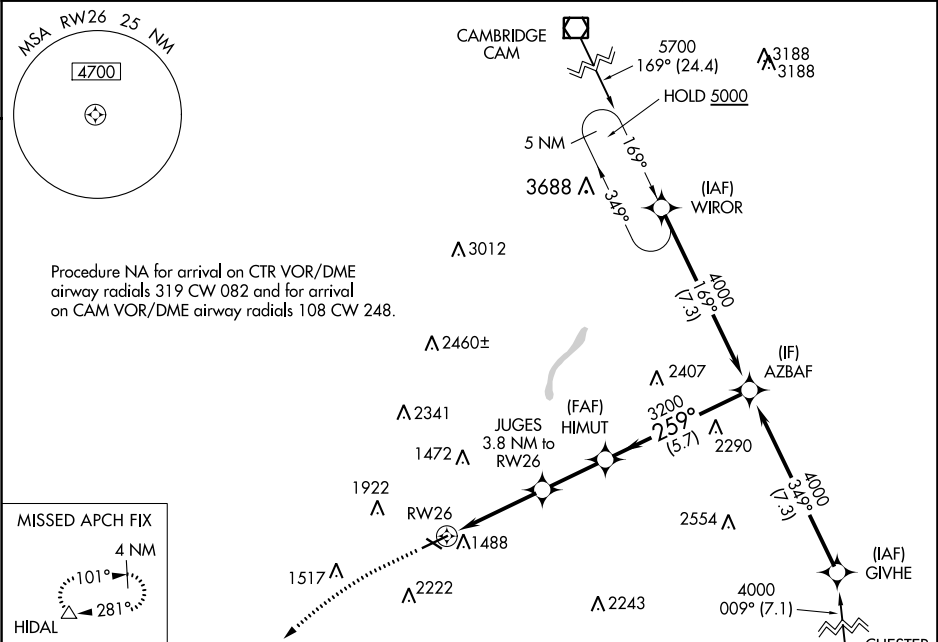 MSA RW26 25 NM
4700
CAMBRIDGE
CAM
5700
169° (24.4)
3188
3188
HOLD 5000
5 NM
169°
349°
3688
(IAF)
WIROR
3012
Procedure NA for arrival on CTR VOR/DME
airway radials 319 CW 082 and for arrival
on CAM VOR/DME airway radials 108 CW 248.
4000
169°
(7.3)
2460±
(IF)
AZBAF
2407
2341
JUGES
3.8 NM to
RW26
(FAF)
HIMUT
3200
259°
(5.7)
2290
1472
1922
RW26
1488
2554
4000
349°
(7.3)
MISSED APCH FIX
4 NM
101°
281°
HIDAL
1517
2222
2243
(IAF)
GIVHE
4000
009° (7.1)
CHESTER